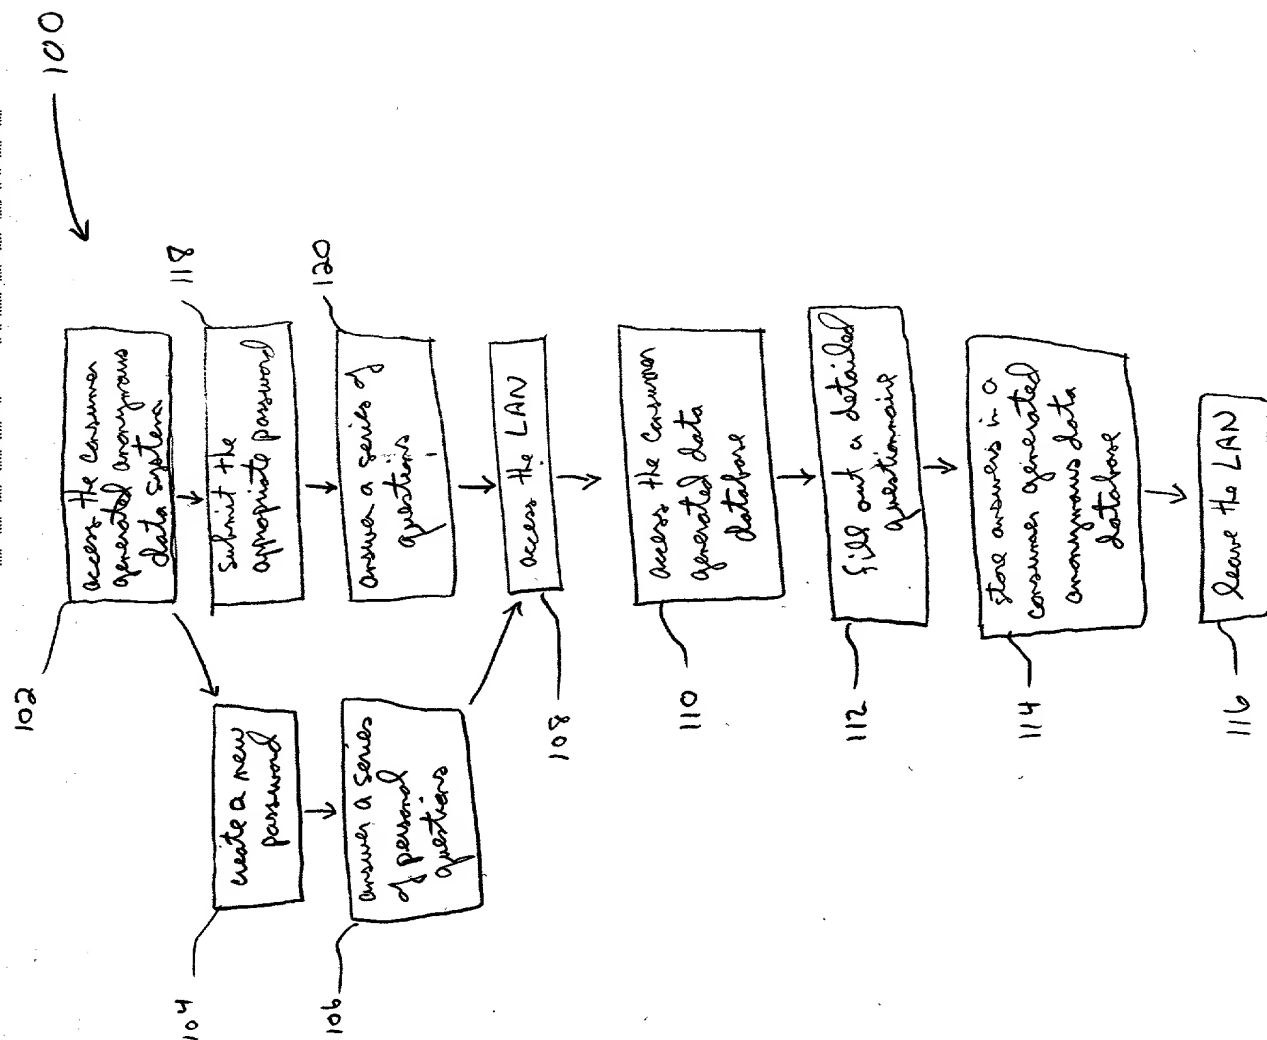 100
102
access the consumer
generated anonymous
data system
118
submit the
appropriate password
104
create a new
password
120
answer a series of
questions
106
answer a series
of personal
questions
access the LAN
108
access the consumer
generated data
database
110
fill out a detailed
questionnaire
112
store answers in a
consumer generated
anonymous data
database
114
leave the LAN
116